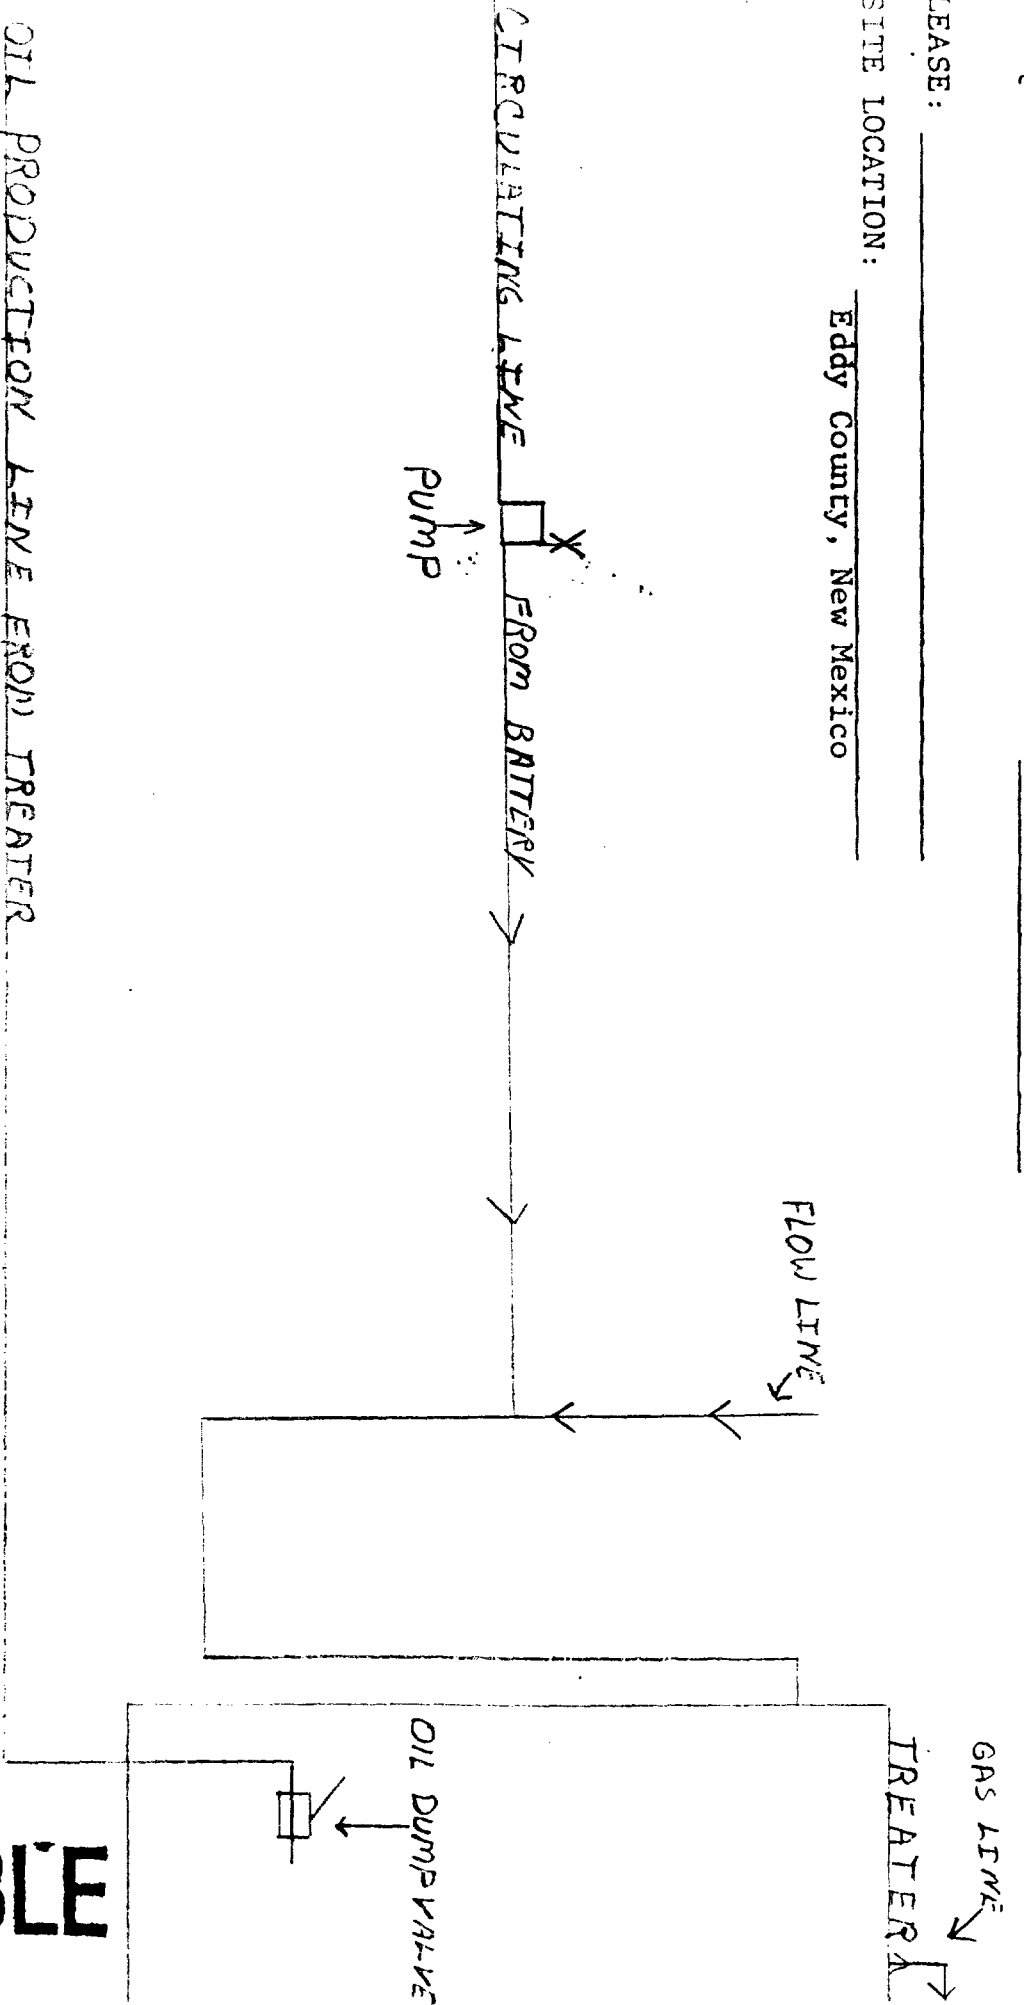 LEASE:
SITE LOCATION: Eddy County, New Mexico
GAS LINE
FLOW LINE
TREATER
CIRCULATING LINE FROM BATTERY
PUMP
OIL DUMP VALVE
OIL PRODUCTION LINE FROM TREATER
LE